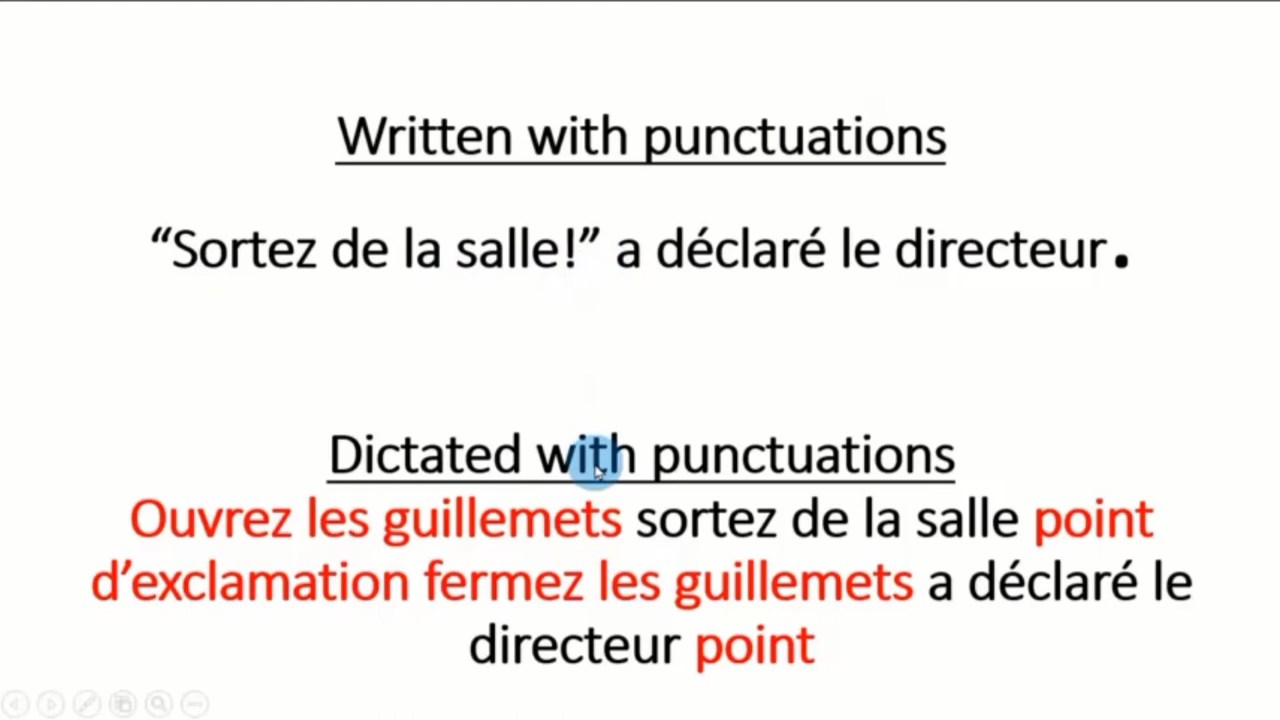 Written with punctuations
“Sortez de la salle!” a déclaré le directeur.
Dictated with punctuations
Ouvrez les guillemets sortez de la salle point
d’exclamation fermez les guillemets a déclaré le
directeur point